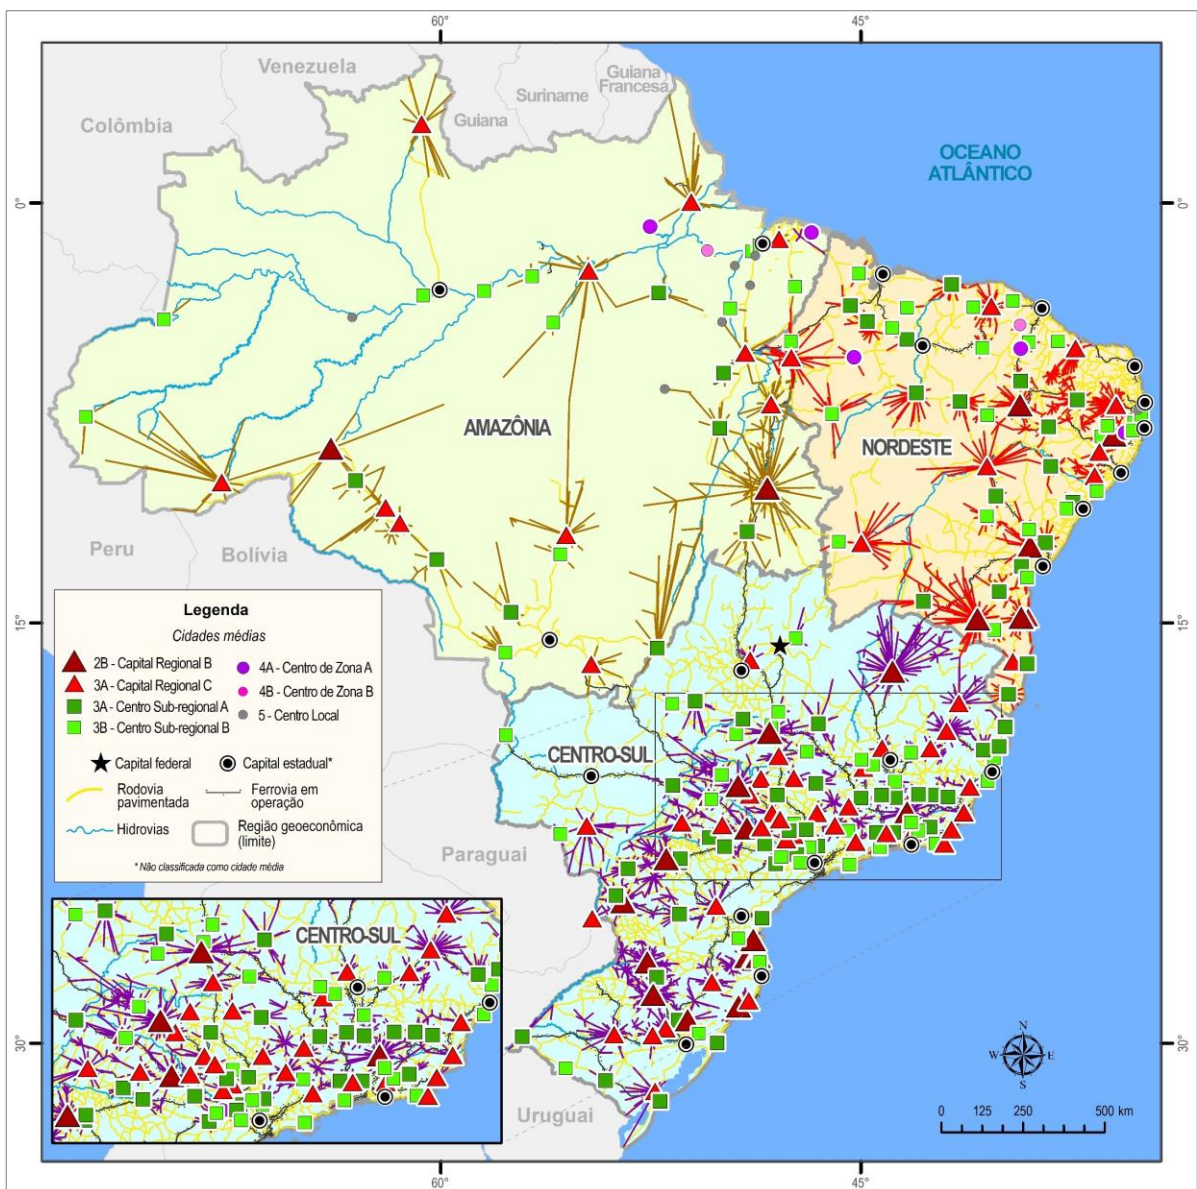 60°
45°
Venezuela
Guiana
Francesa
Suriname
Guiana
Colômbia
OCEANO
ATLÂNTICO
0°
0°
AMAZÔNIA
NORDESTE
Peru
Bolívia
Legenda
Cidades médias
2B - Capital Regional B
3A - Capital Regional C
3A - Centro Sub-regional A
3B - Centro Sub-regional B
4A - Centro de Zona A
4B - Centro de Zona B
5 - Centro Local
Capital federal
Capital estadual*
Rodovia
pavimentada
Ferrovia em
operação
Hidrovias
Região geoeconômica
(limite)
* Não classificada como cidade média
15°
15°
CENTRO-SUL
Paraguai
CENTRO-SUL
30°
30°
Uruguai
N
W
E
S
0 125 250 500 km
60°
45°